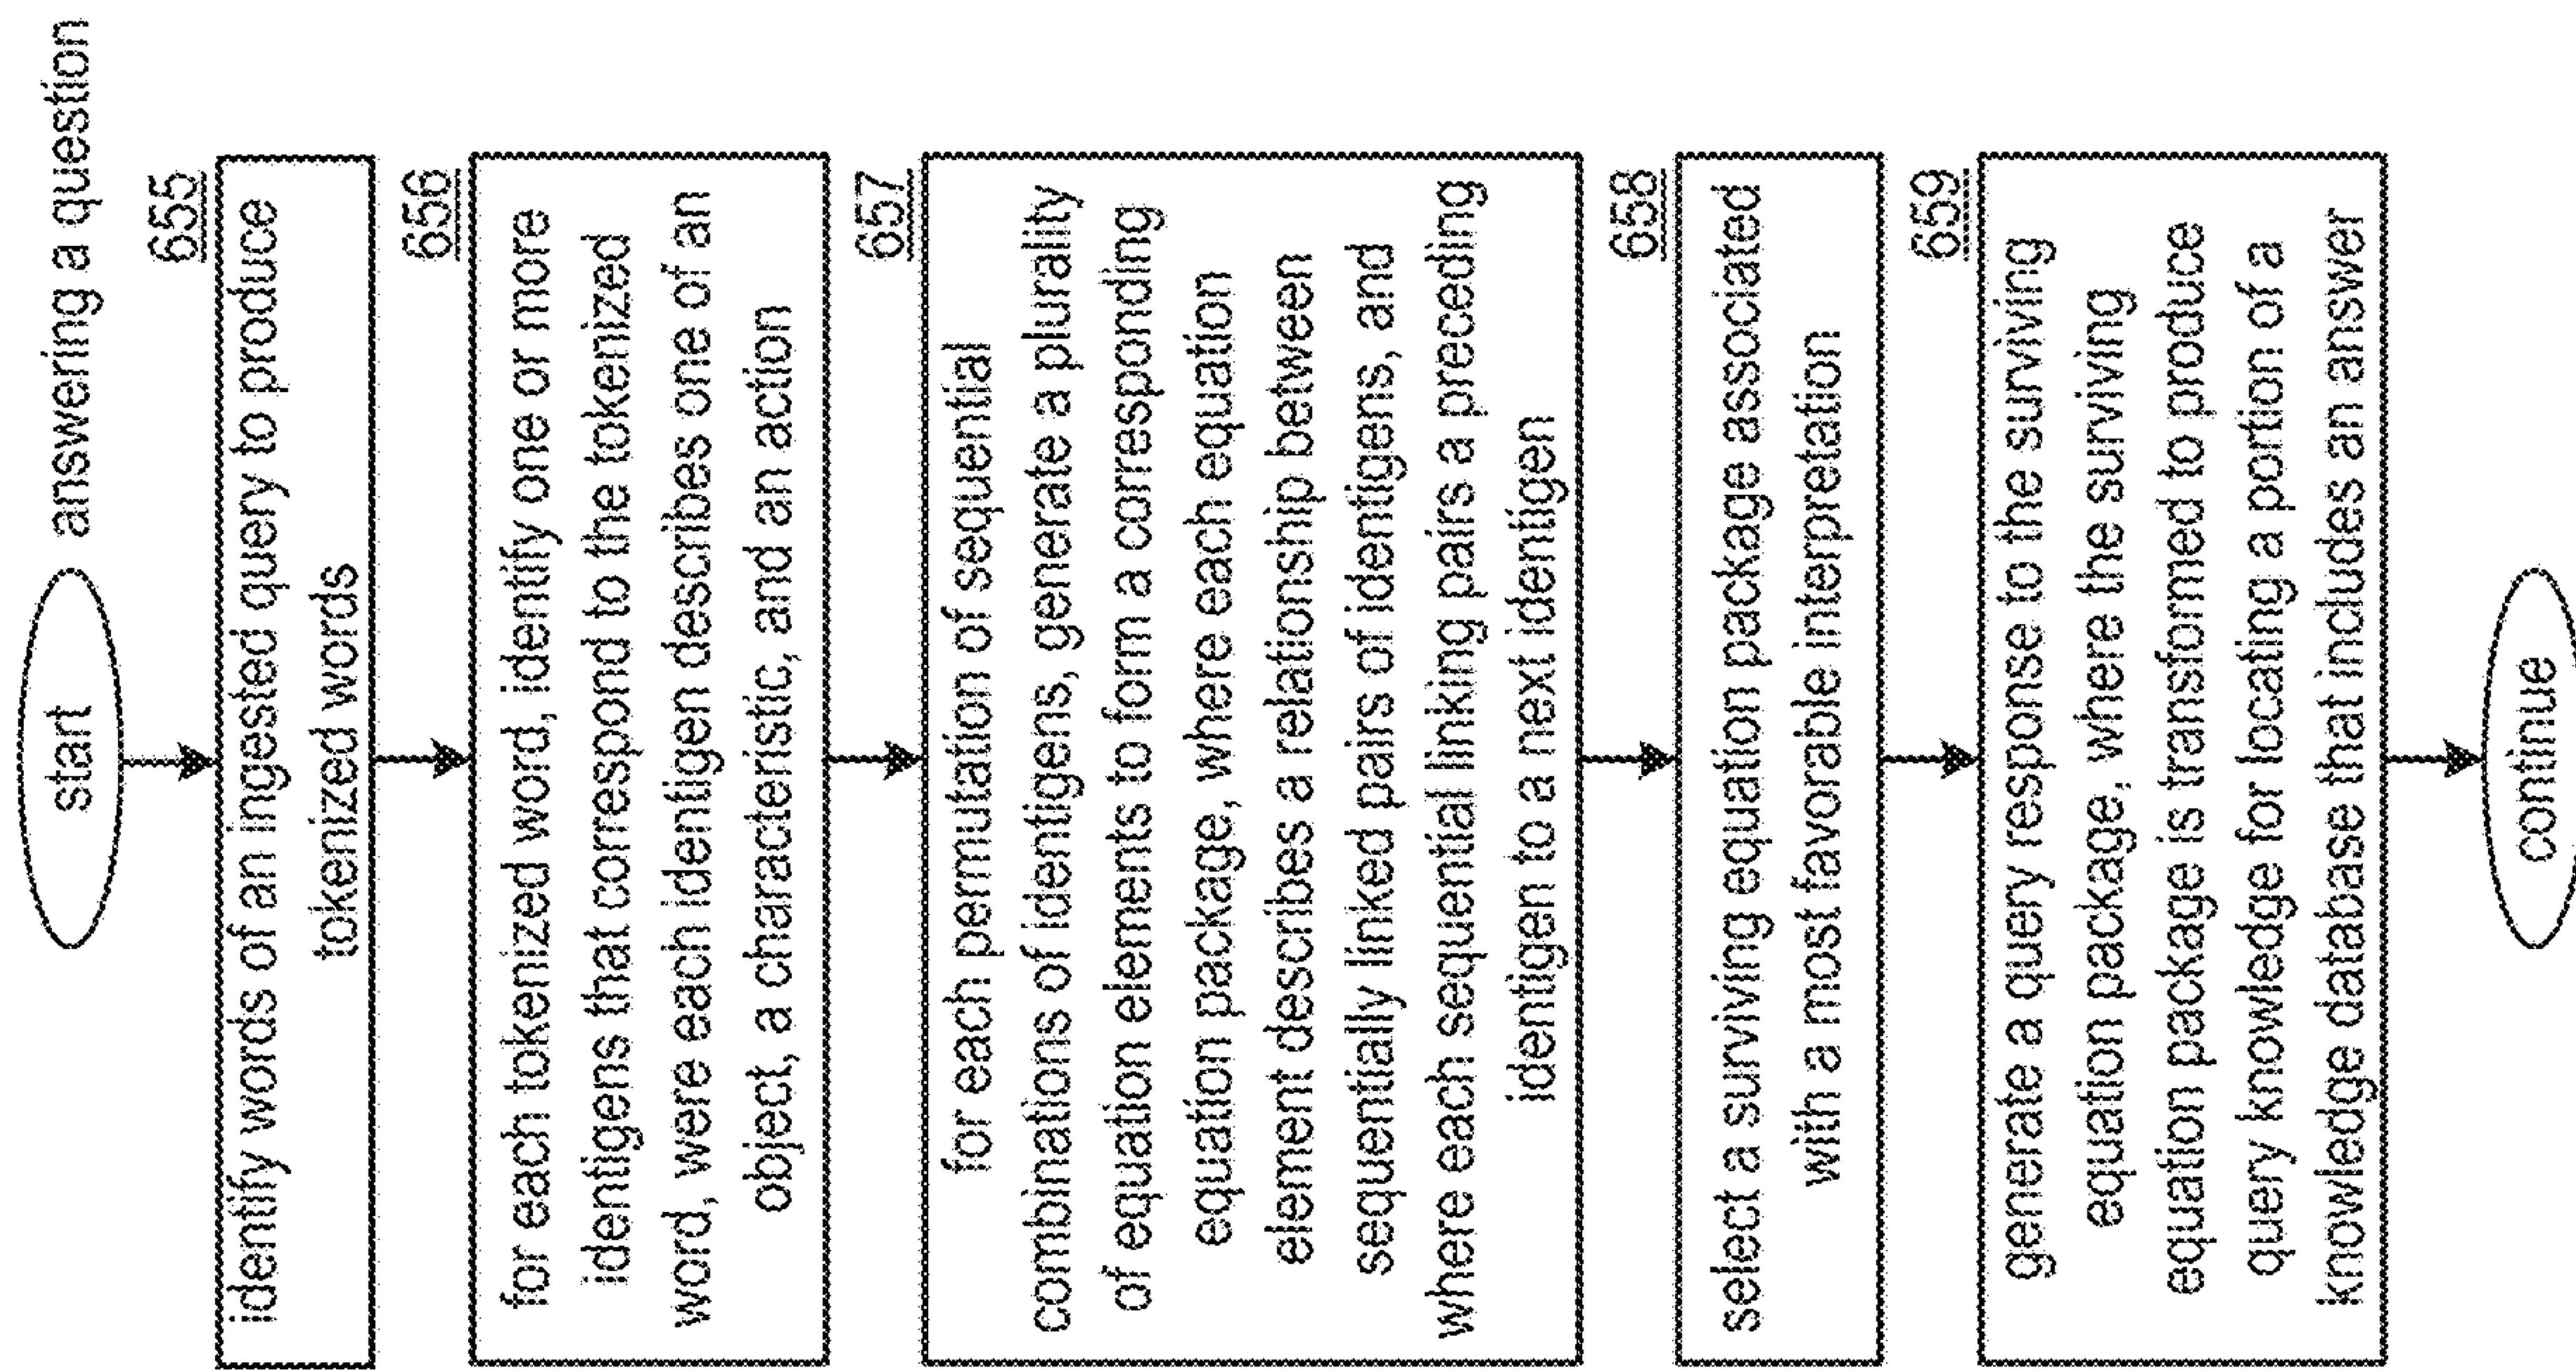 start
answering a question
655
identify words of an ingested query to produce
tokenized words
656
for each tokenized word, identify one or more
identigens that correspond to the tokenized
word, were each identigen describes one of an
object, a characteristic, and an action
657
for each permutation of sequential
combinations of identigens, generate a plurality
of equation elements to form a corresponding
equation package, where each equation
element describes a relationship between
sequentially linked pairs of identigens, and
where each sequential linking pairs a preceding
identigen to a next identigen
658
select a surviving equation package associated
with a most favorable interpretation
659
generate a query response to the surviving
equation package, where the surviving
equation package is transformed to produce
query knowledge for locating a portion of a
knowledge database that includes an answer
continue